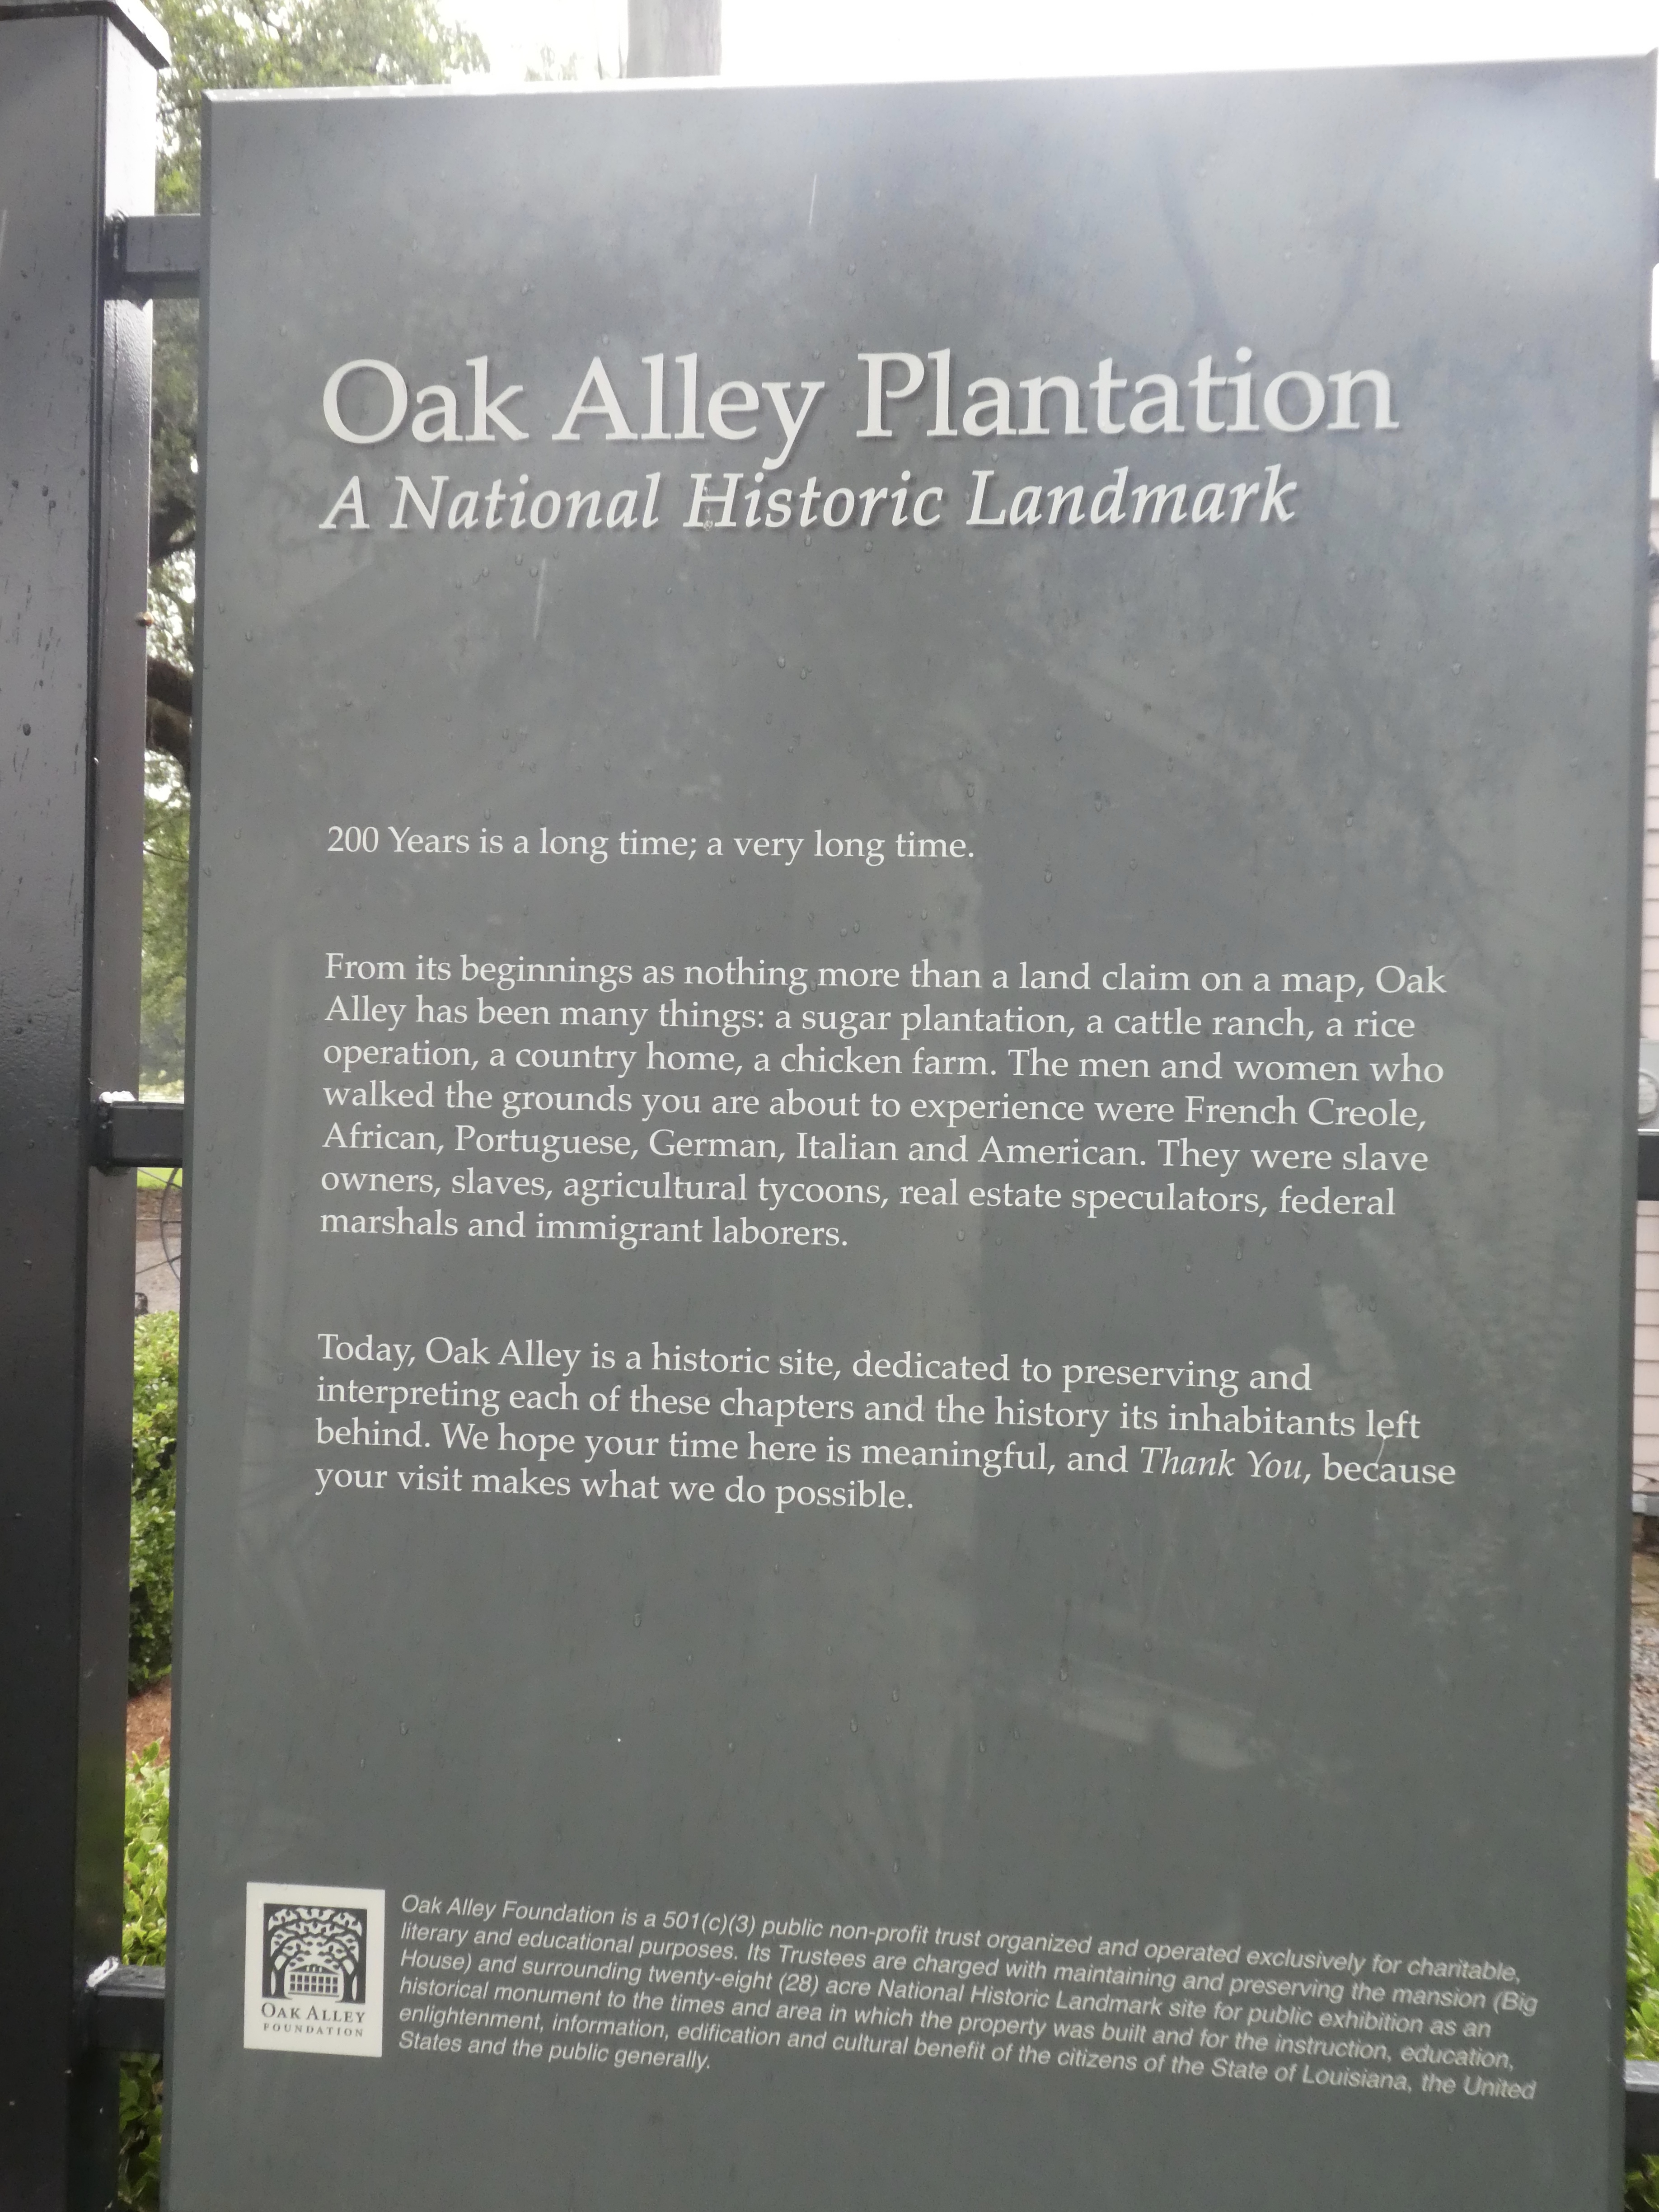 Oak Alley Plantation
A National Historic Landmark
200 Years is a long time; a very long time.
From its beginnings as nothing more than a land claim on a map, Oak
Alley has been many things: a sugar plantation, a cattle ranch, a rice
operation, a country home, a chicken farm. The men and women who
walked the grounds you are about to experience were French Creole,
African, Portuguese, German, Italian and American. They were slave
owners, slaves, agricultural tycoons, real estate speculators, federal
marshals and immigrant laborers.
Today, Oak Alley is a historic site, dedicated to preserving and
interpreting each of these chapters and the history its inhabitants left
behind. We hope your time here is meaningful, and Thank You, because
your visit makes what we do possible.
OAK ALLEY
FOUNDATION
Oak Alley Foundation is a 501(c)(3) public non-profit trust organized and operated exclusively for charitable,
literary and educational purposes. Its Trustees are charged with maintaining and preserving the mansion (Big
House) and surrounding twenty-eight (28) acre National Historic Landmark site for public exhibition as an
historical monument to the times and area in which the property was built and for the instruction, education,
enlightenment, information, edification and cultural benefit of the citizens of the State of Louisiana, the United
States and the public generally.